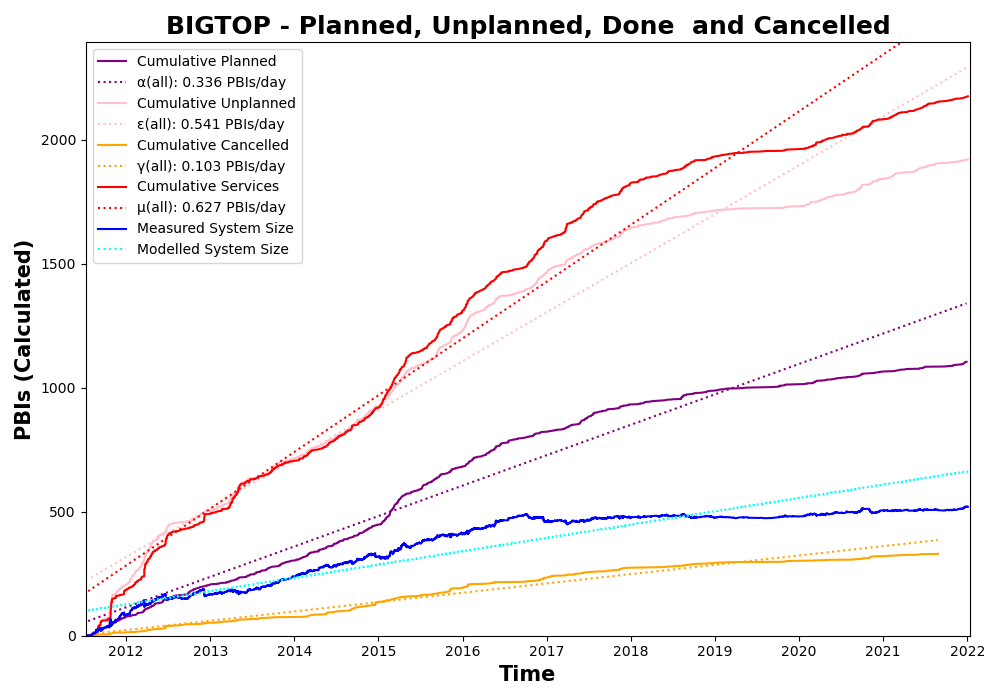 BIGTOP - Planned, Unplanned, Done  and Cancelled
Cumulative Planned
α(all): 0.336 PBIs/day
Cumulative Unplanned
ε(all): 0.541 PBIs/day
Cumulative Cancelled
γ(all): 0.103 PBIs/day
Cumulative Services
μ(all): 0.627 PBIs/day
Measured System Size
Modelled System Size
PBIs (Calculated)
2000
1500
1000
500
0
2012 2013 2014 2015 2016 2017 2018 2019 2020 2021 2022
Time